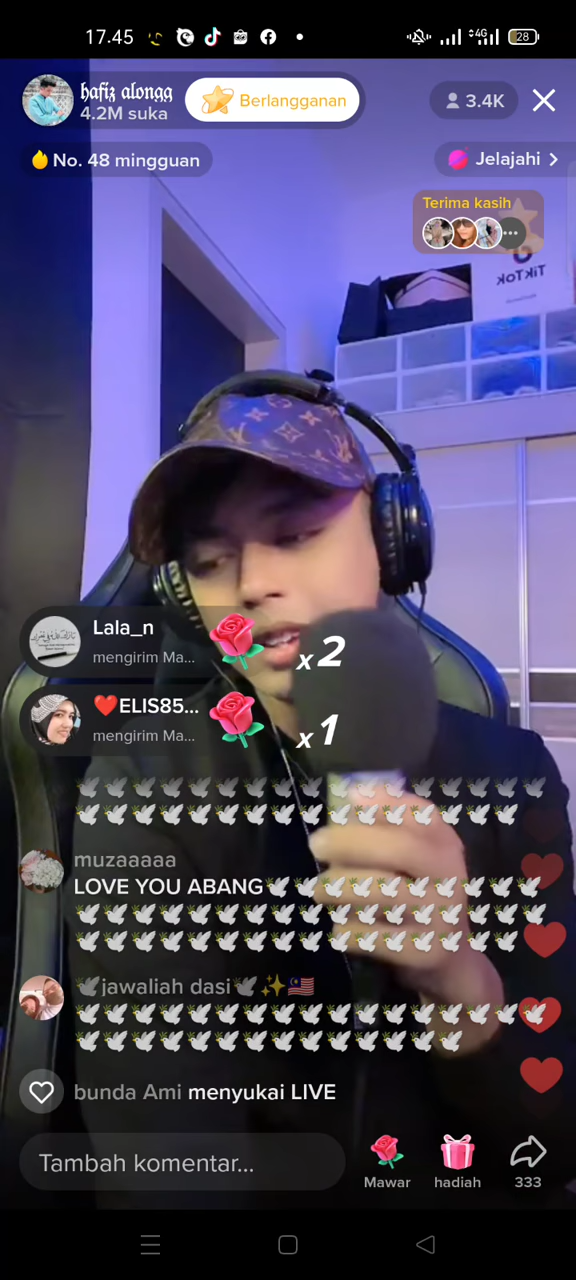 17.45
4G
28
hafiz alongg
4.2M suka
Berlangganan
3.4K
No. 48 mingguan
Jelajahi >
Terima kasih
TikTok
Lala_n
mengirim Ma...
x2
❤️ELIS85...
mengirim Ma...
x1
🕊🕊🕊🕊🕊🕊🕊🕊🕊🕊🕊🕊🕊🕊🕊🕊🕊
🕊🕊🕊🕊🕊🕊🕊🕊🕊🕊🕊🕊🕊🕊🕊🕊
muzaaaaa
LOVE YOU ABANG🕊🕊🕊🕊🕊🕊🕊🕊🕊🕊
🕊🕊🕊🕊🕊🕊🕊🕊🕊🕊🕊🕊🕊🕊🕊🕊🕊
🕊🕊🕊🕊🕊🕊🕊🕊🕊🕊🕊🕊🕊🕊🕊🕊
🕊jawaliah dasi🕊✨🇲🇾
🕊🕊🕊🕊🕊🕊🕊🕊🕊🕊🕊🕊🕊🕊🕊🕊🕊
🕊🕊🕊🕊🕊🕊🕊🕊🕊🕊🕊🕊🕊🕊
bunda Ami menyukai LIVE
Tambah komentar...
Mawar
hadiah
333